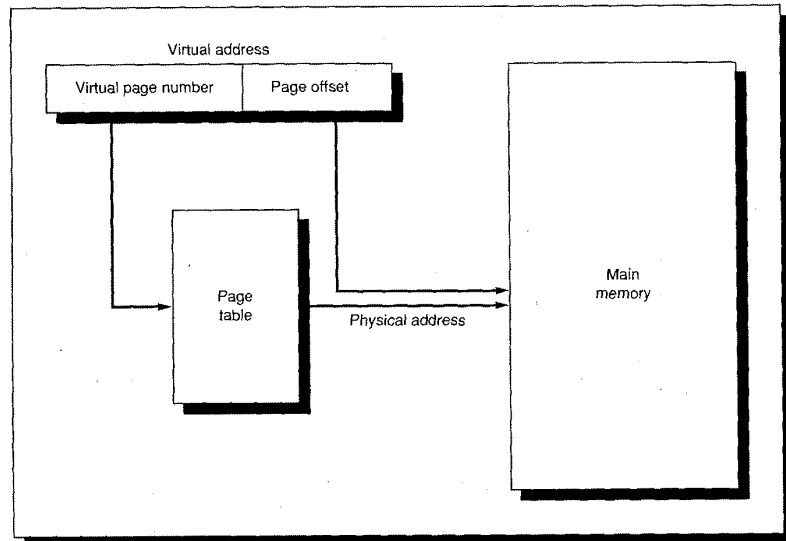 Virtual address
Virtual page number
Page offset
Page
table
Physical address
Main
memory